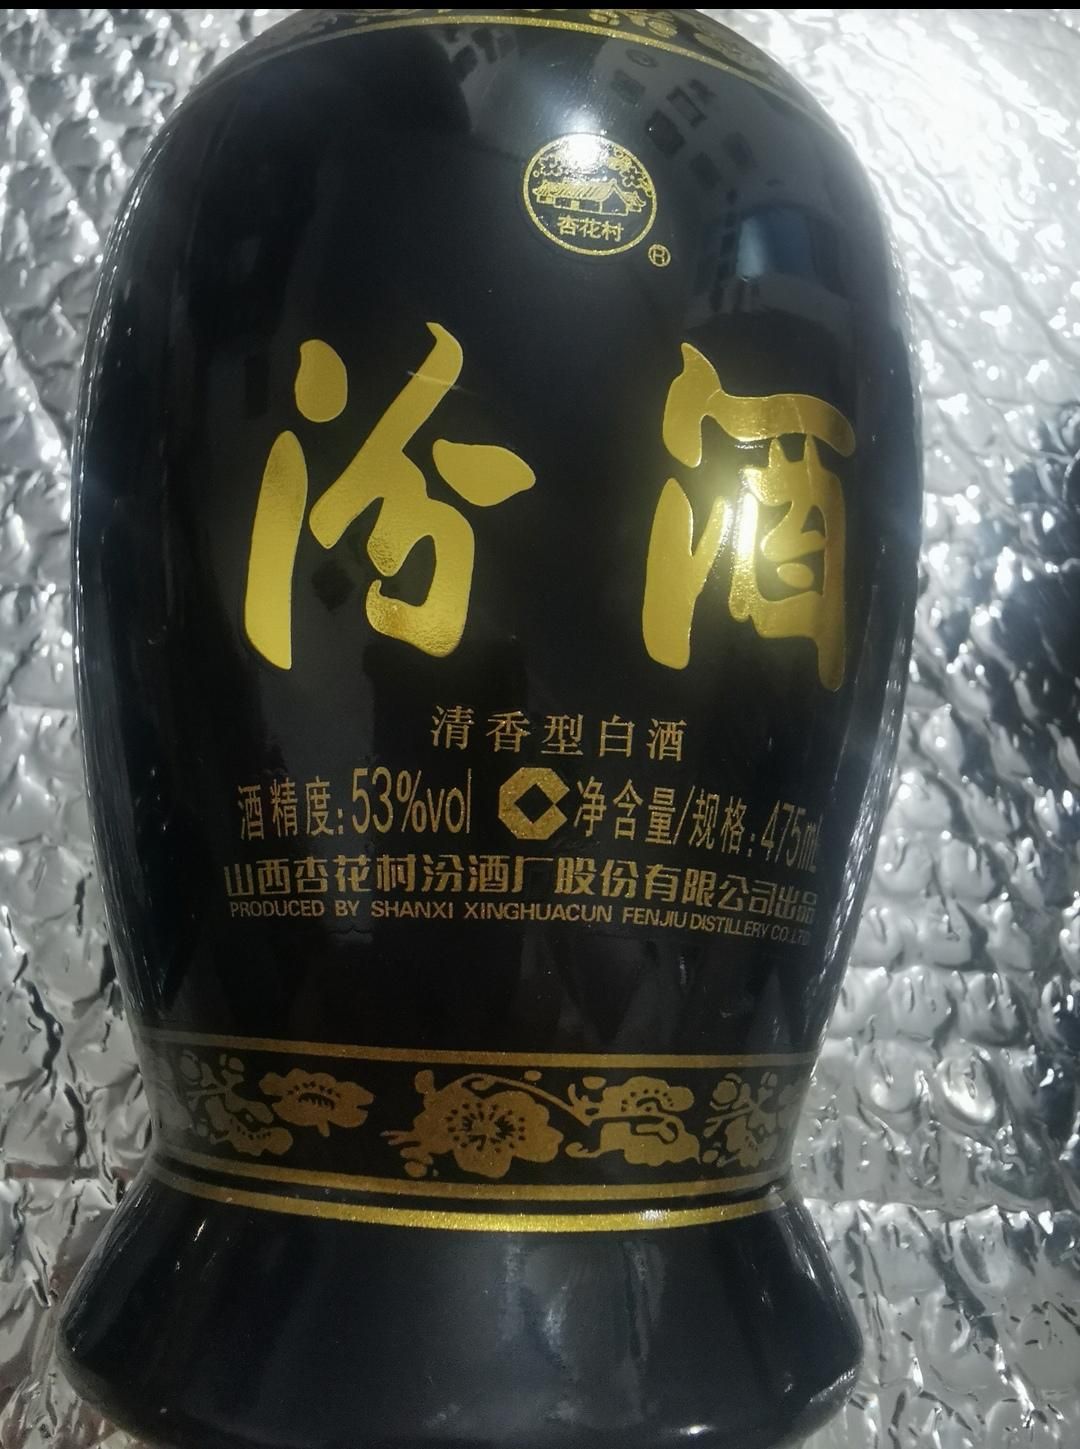 杏花村
®
汾酒
清香型白酒
酒精度:53%vol 净含量/规格:475mL
山西杏花村汾酒厂股份有限公司出品
PRODUCED BY SHANXI XINGHUACUN FENJIU DISTILLERY CO.LTD